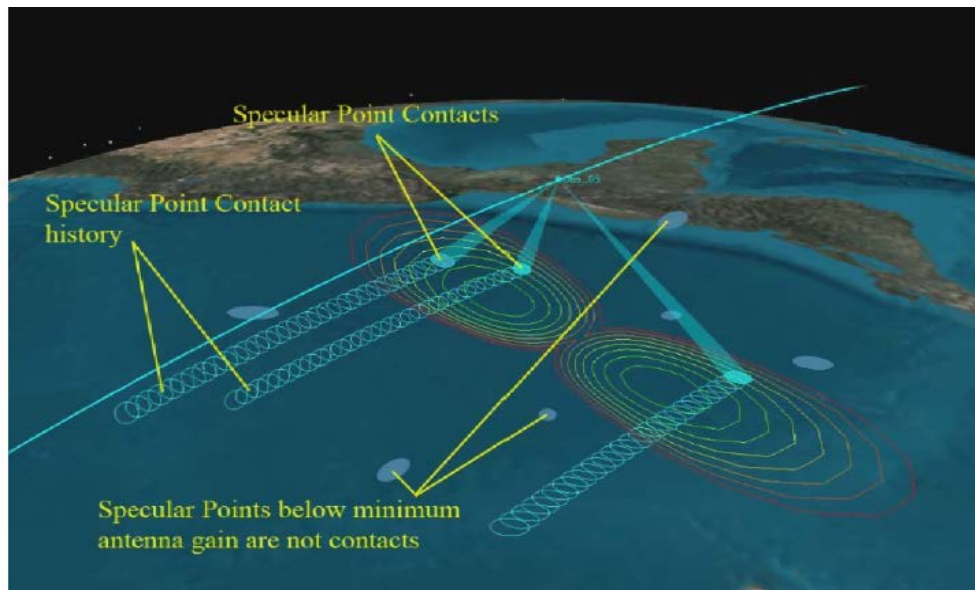 Specular Point Contacts
Specular Point Contact
history
Specular Points below minimum
antenna gain are not contacts